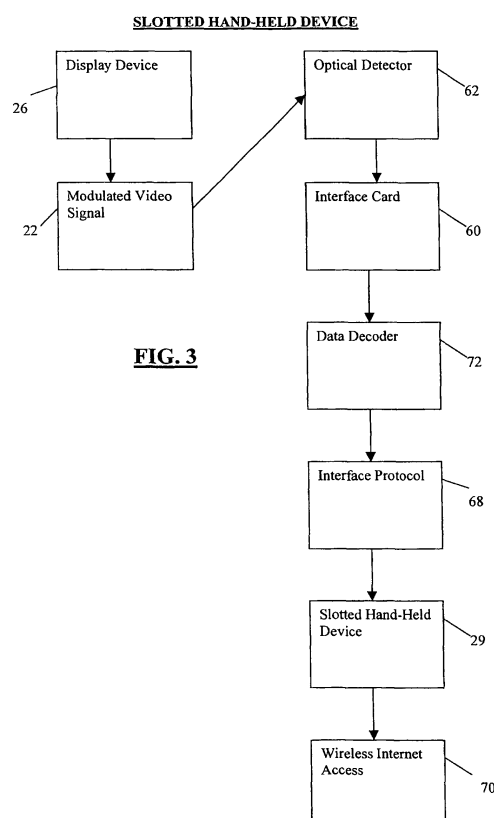 SLOTTED HAND-HELD DEVICE
Display Device
26
Modulated Video
Signal
22
FIG. 3
Optical Detector
62
Interface Card
60
Data Decoder
72
Interface Protocol
68
Slotted Hand-Held
Device
29
Wireless Internet
Access
70